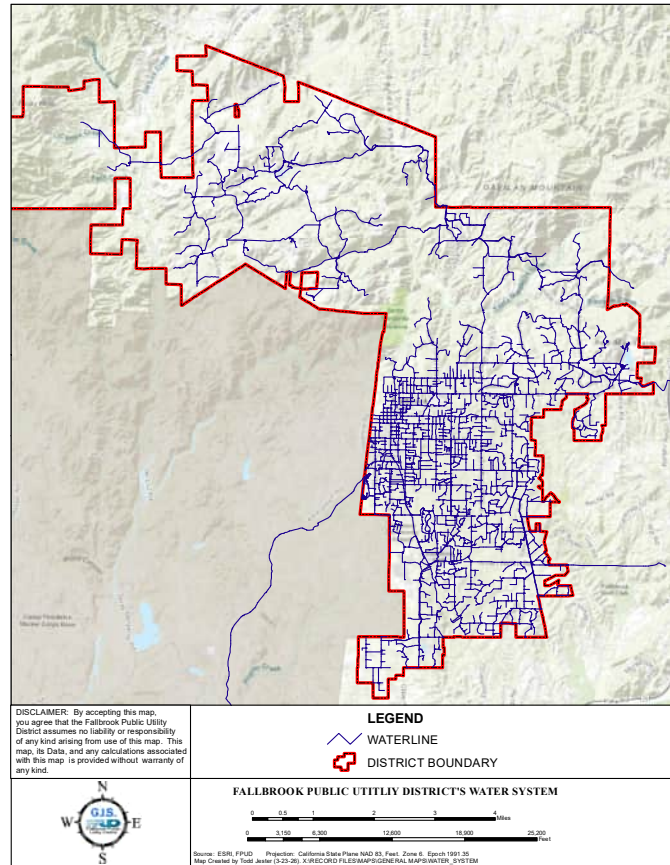 GAVILAN MOUNTAIN
Camp Pendleton
Marine Corps Base
DISCLAIMER: By accepting this map,
you agree that the Fallbrook Public Utility
District assumes no liability or responsibility
of any kind arising from use of this map. This
map, its Data, and any calculations associated
with this map is provided without warranty of
any kind.
LEGEND
WATERLINE
DISTRICT BOUNDARY
N
W
E
S
G.I.S.
FALLBROOK PUBLIC UTITLIY DISTRICT'S WATER SYSTEM
0 0.5 1 2 3 4
Miles
0 3,150 6,300 12,600 18,900 25,200
Feet
Source: ESRI, FPUD Projection: California State Plane NAD 83, Feet. Zone 6. Epoch 1991.35
Map Created by Todd Jester (3-23-26). X:\RECORD FILES\MAPS\GENERAL MAPS\WATER_SYSTEM